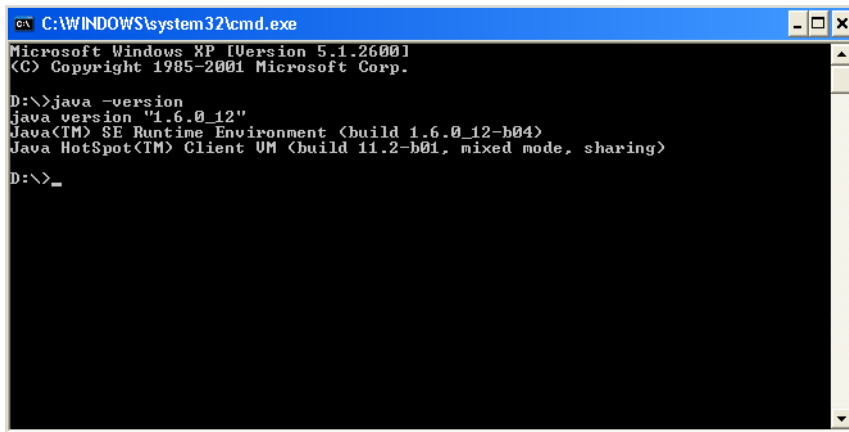 C:\WINDOWS\system32\cmd.exe
Microsoft Windows XP [Version 5.1.2600]
(C) Copyright 1985-2001 Microsoft Corp.
D:\>java -version
java version "1.6.0_12"
Java(TM) SE Runtime Environment (build 1.6.0_12-b04)
Java HotSpot(TM) Client VM (build 11.2-b01, mixed mode, sharing)
D:\>_